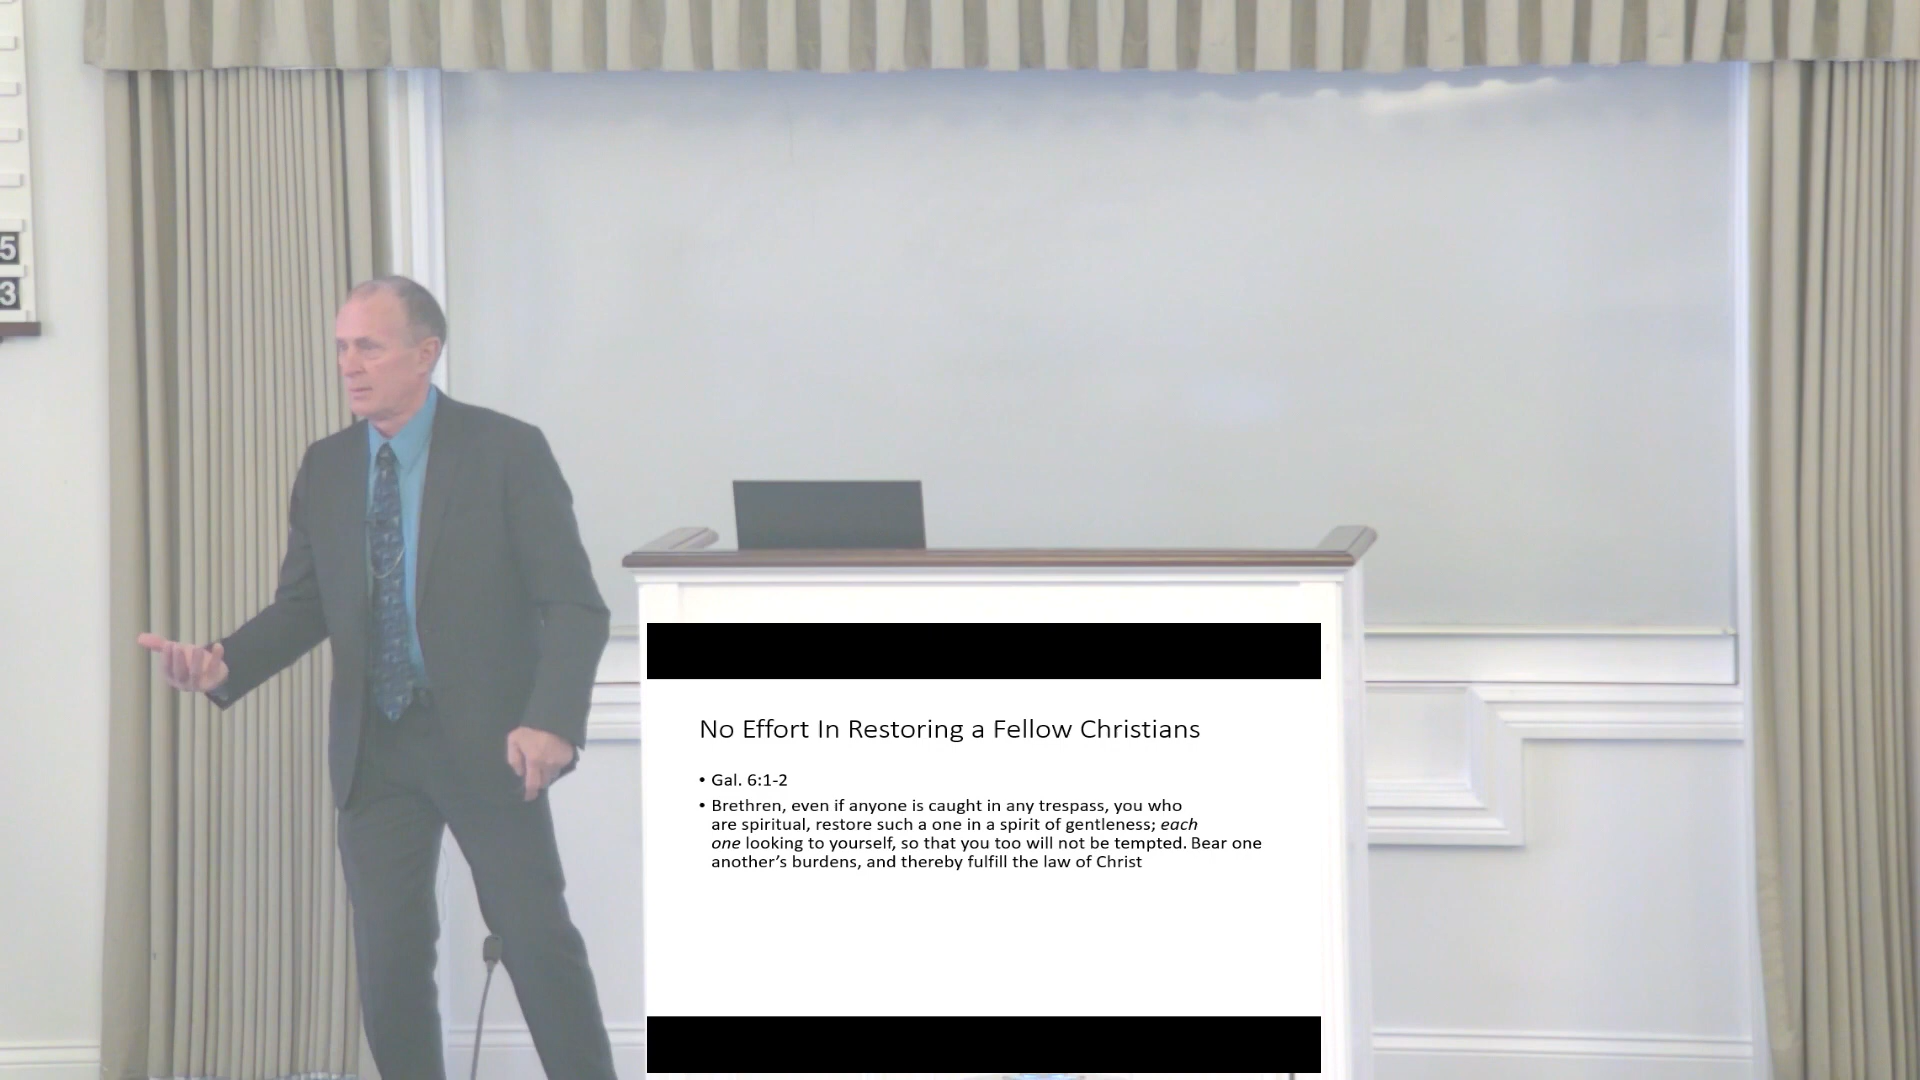 5
3
No Effort In Restoring a Fellow Christians
• Gal. 6:1-2
• Brethren, even if anyone is caught in any trespass, you who
are spiritual, restore such a one in a spirit of gentleness; each
one looking to yourself, so that you too will not be tempted. Bear one
another’s burdens, and thereby fulfill the law of Christ